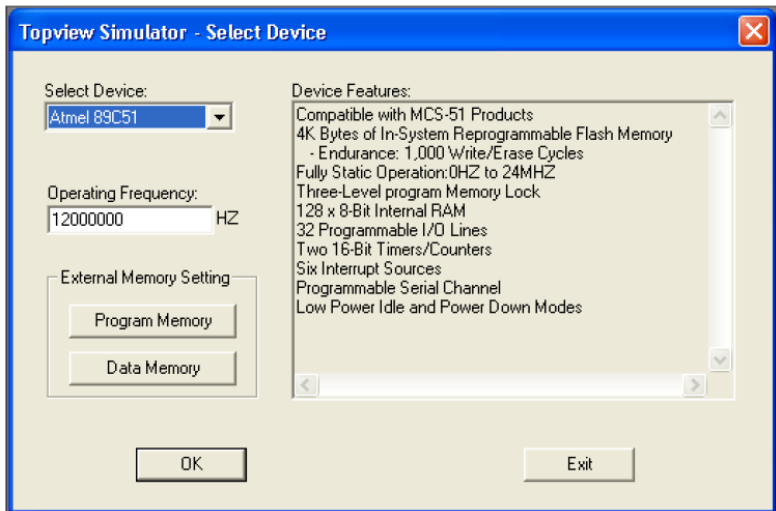 Topview Simulator - Select Device
Select Device:
Atmel 89C51
Operating Frequency:
12000000 HZ
External Memory Setting
Program Memory
Data Memory
Device Features:
Compatible with MCS-51 Products
4K Bytes of In-System Reprogrammable Flash Memory
- Endurance: 1,000 Write/Erase Cycles
Fully Static Operation:0HZ to 24MHZ
Three-Level program Memory Lock
128 x 8-Bit Internal RAM
32 Programmable I/O Lines
Two 16-Bit Timers/Counters
Six Interrupt Sources
Programmable Serial Channel
Low Power Idle and Power Down Modes
OK
Exit